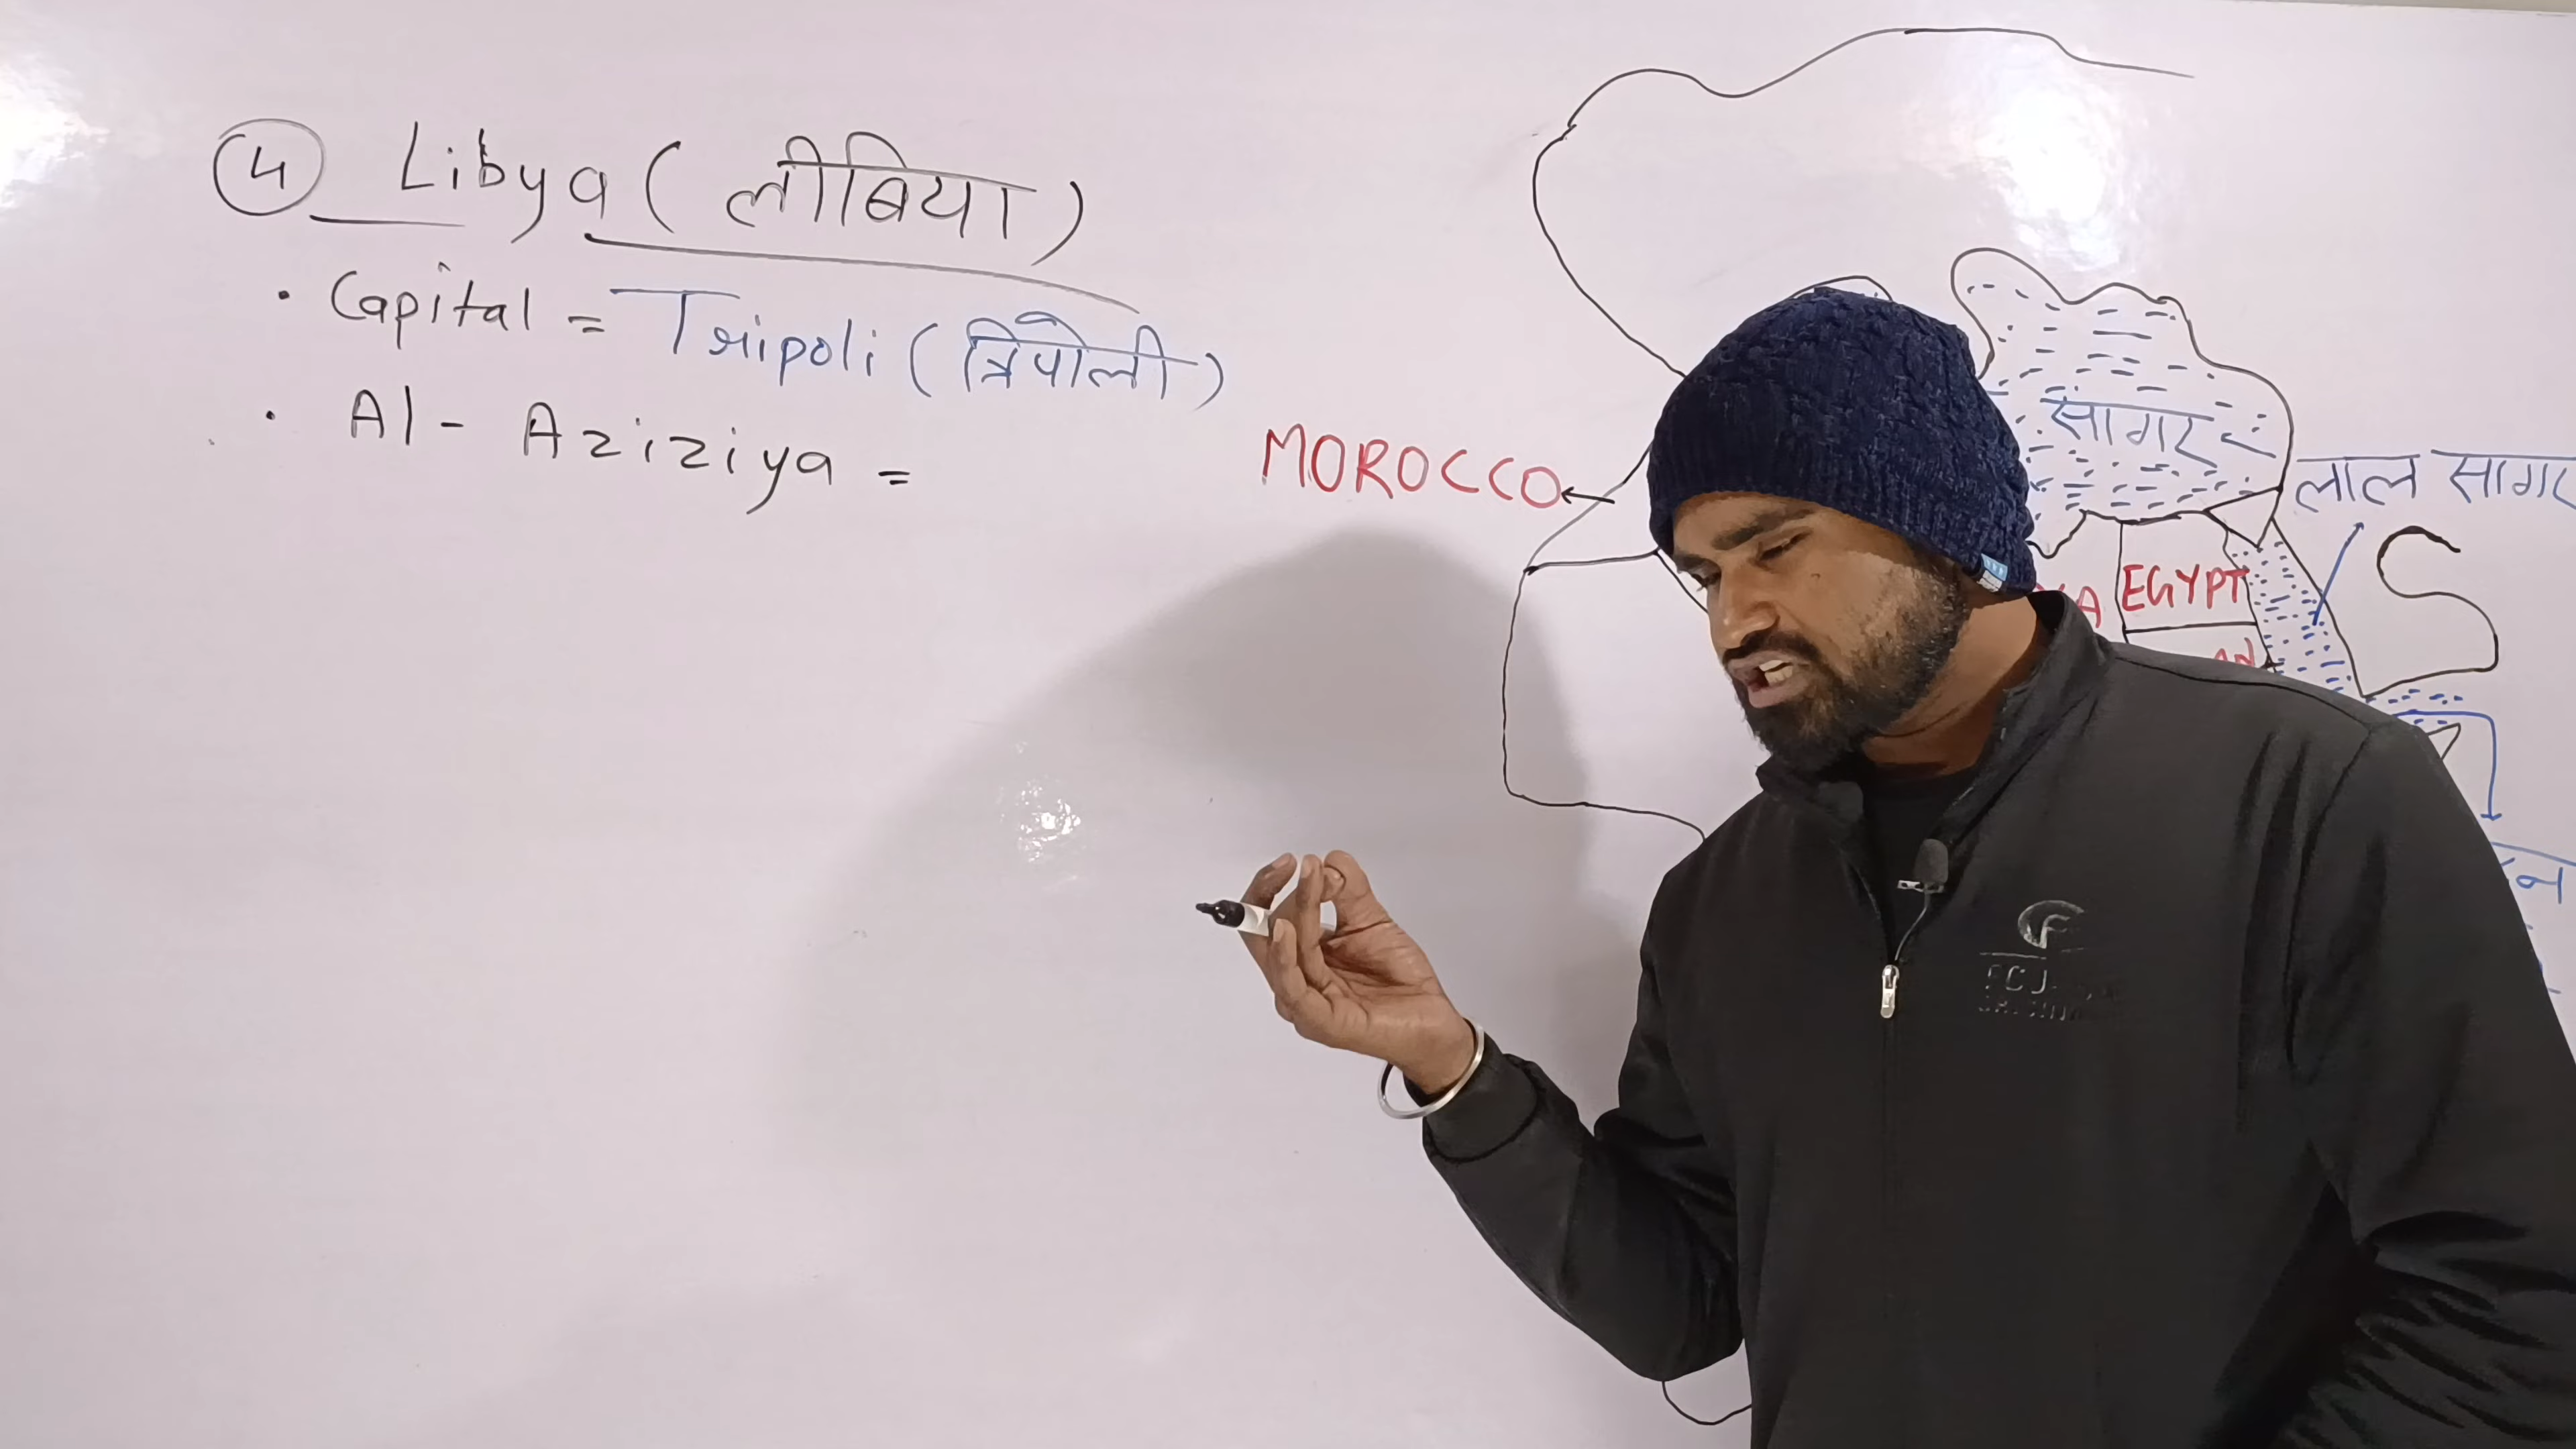 4 Libya (लीबिया)
· Capital = Tripoli (त्रिपोली)
· Al - Aziziya =
MOROCCO
सागर
लाल सागर
EGYPT